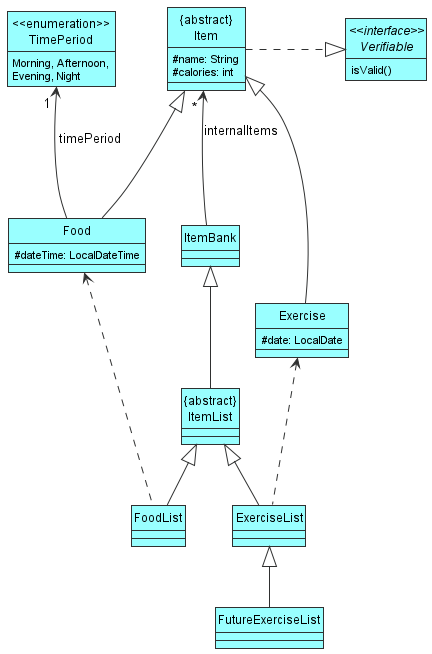 <<enumeration>>
TimePeriod
Morning, Afternoon,
Evening, Night
{abstract}
Item
#name: String
#calories: int
<<interface>>
Verifiable
isValid()
1
*
timePeriod
internalItems
Food
#dateTime: LocalDateTime
ItemBank
Exercise
#date: LocalDate
{abstract}
ItemList
FoodList
ExerciseList
FutureExerciseList